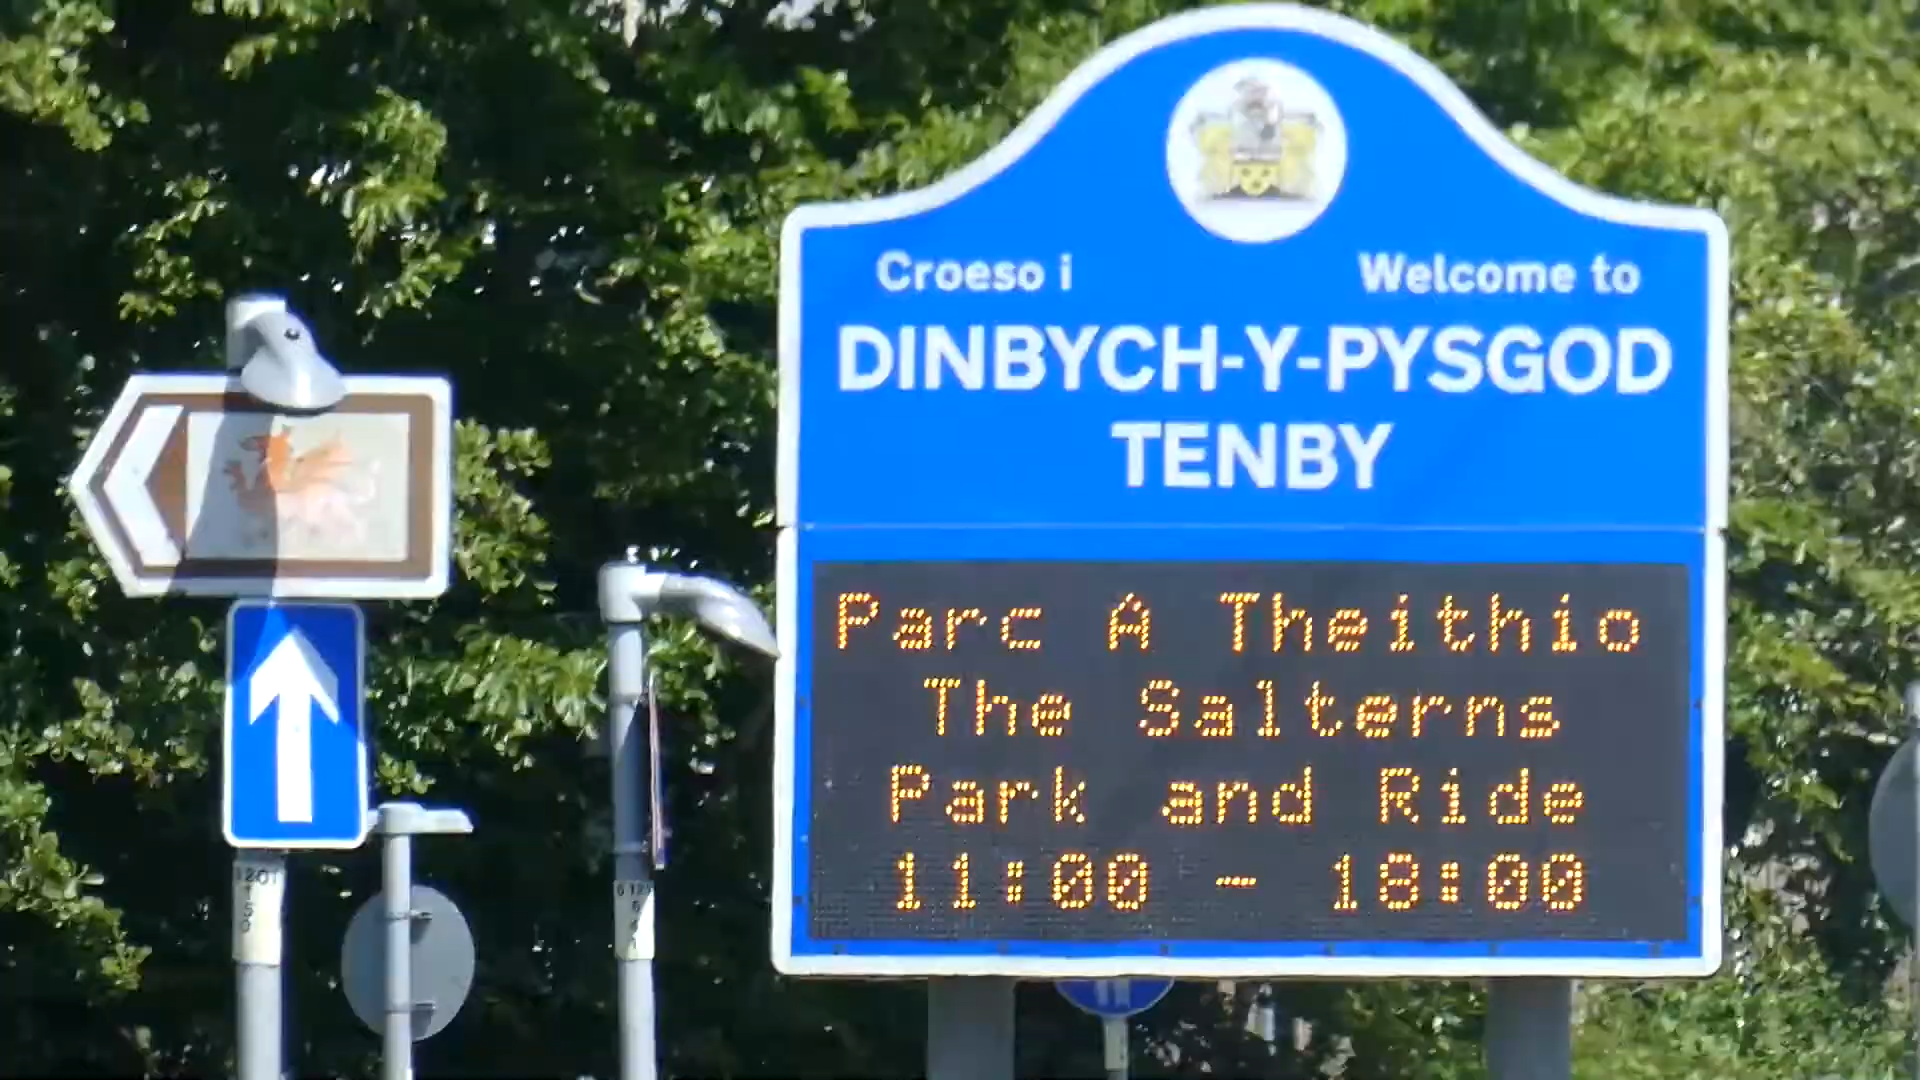 Croeso i
Welcome to
DINBYCH-Y-PYSGOD
TENBY
Parc A Theithio
The Salterns
Park and Ride
11:00 - 18:00